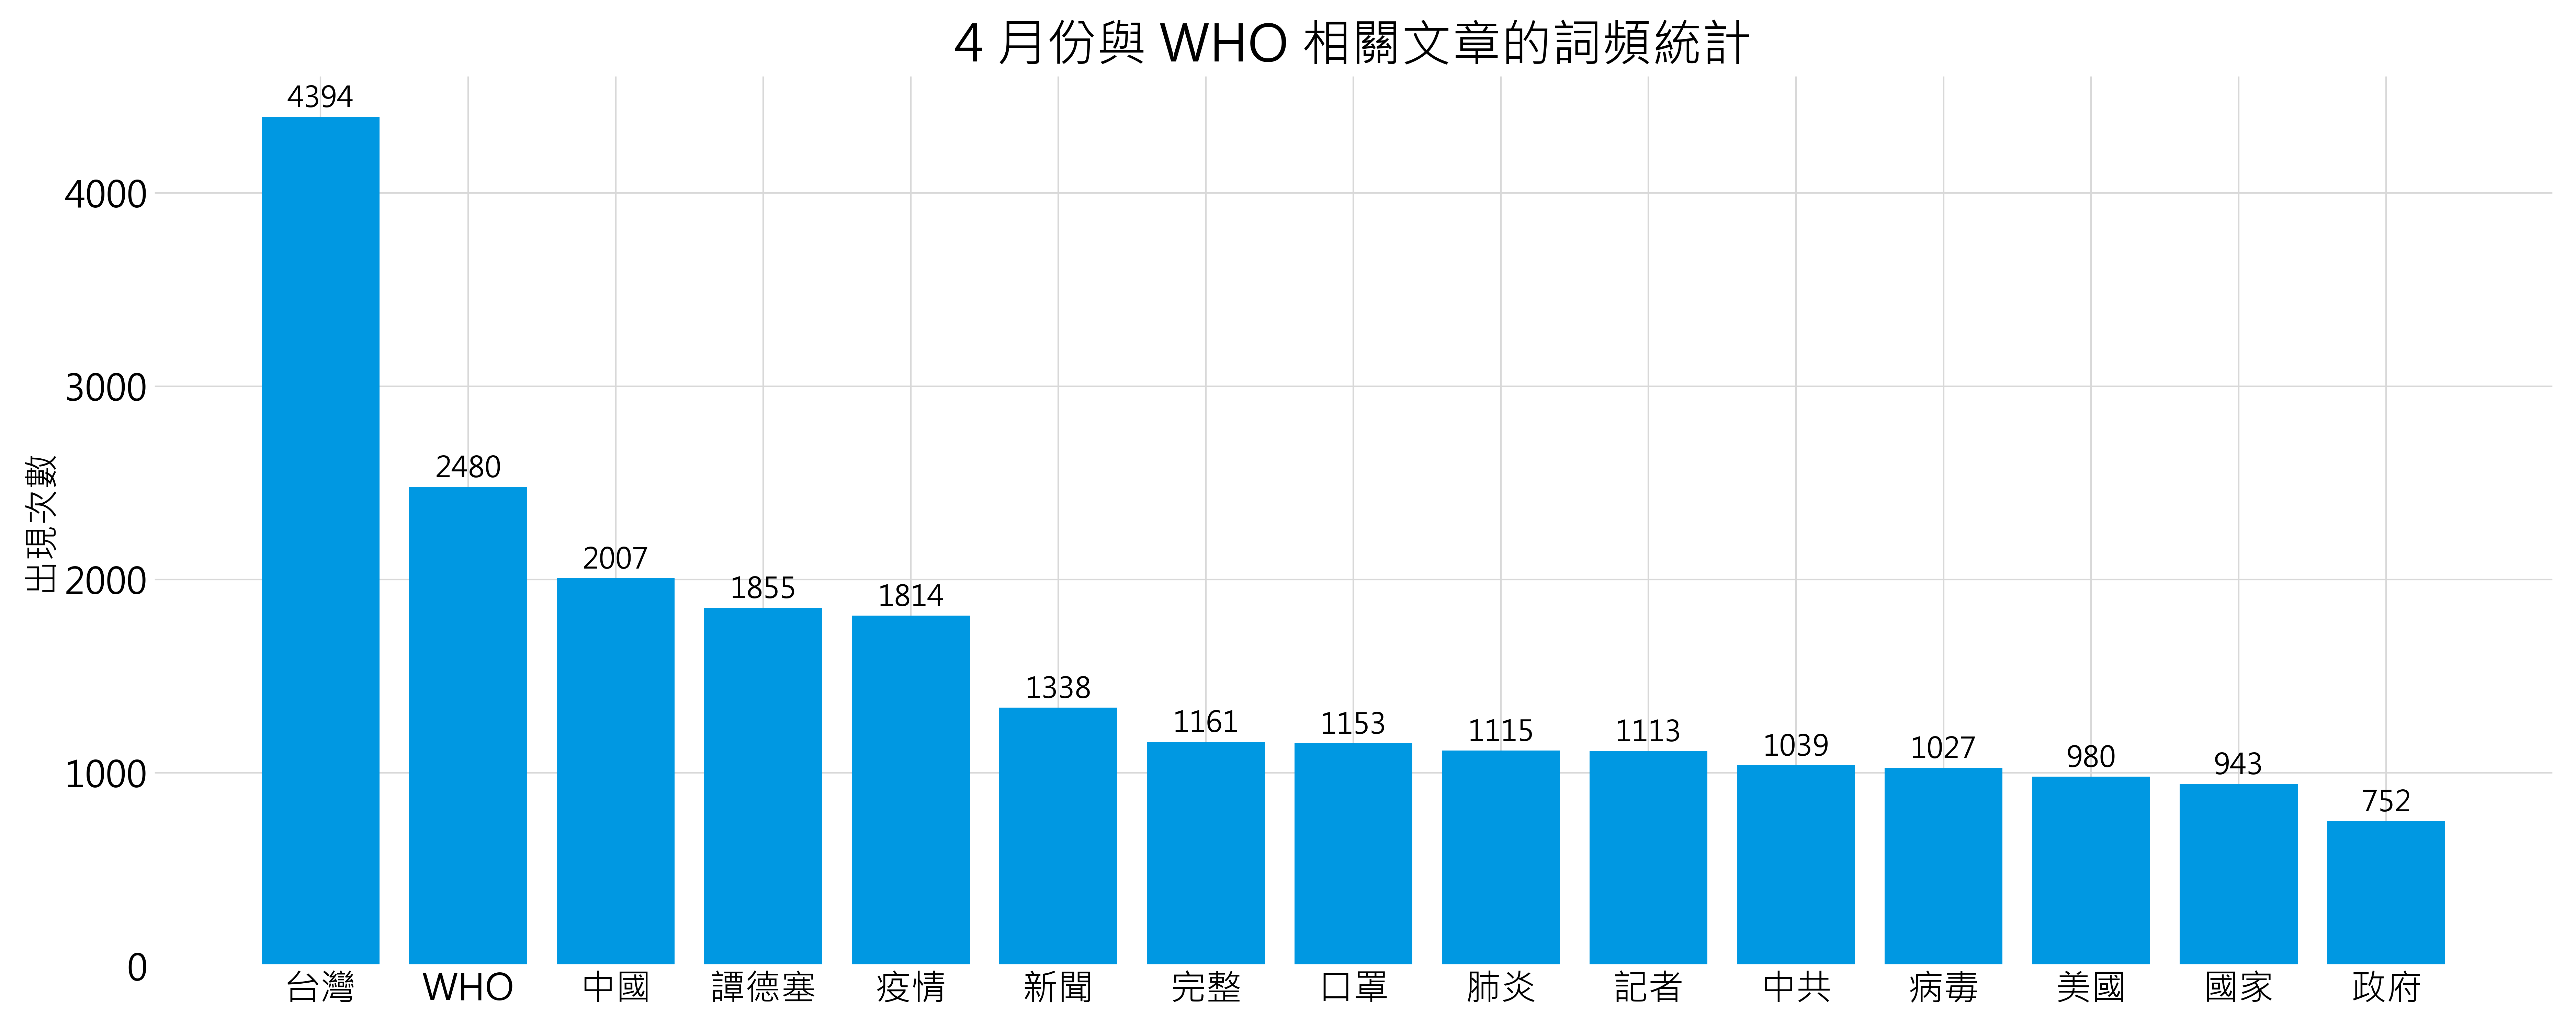 4 月份與 WHO 相關文章的詞頻統計
出現次數
4000
3000
2000
1000
0
4394
2480
2007
1855
1814
1338
1161
1153
1115
1113
1039
1027
980
943
752
台灣
WHO
中國
譚德塞
疫情
新聞
完整
口罩
肺炎
記者
中共
病毒
美國
國家
政府